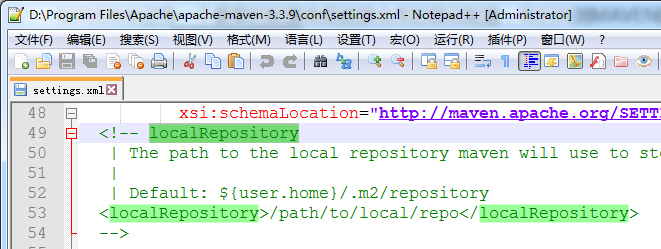 D:\Program Files\Apache\apache-maven-3.3.9\conf\settings.xml - Notepad++ [Administrator]
文件(F) 编辑(E) 搜索(S) 视图(V) 格式(M) 语言(L) 设置(T) 宏(O) 运行(R) 插件(P) 窗口(W) ?
settings.xml
48 xsi:schemaLocation="http://maven.apache.org/SETT
49 <!-- localRepository
50 | The path to the local repository maven will use to sto
51 |
52 | Default: ${user.home}/.m2/repository
53 <localRepository>/path/to/local/repo</localRepository>
54 -->